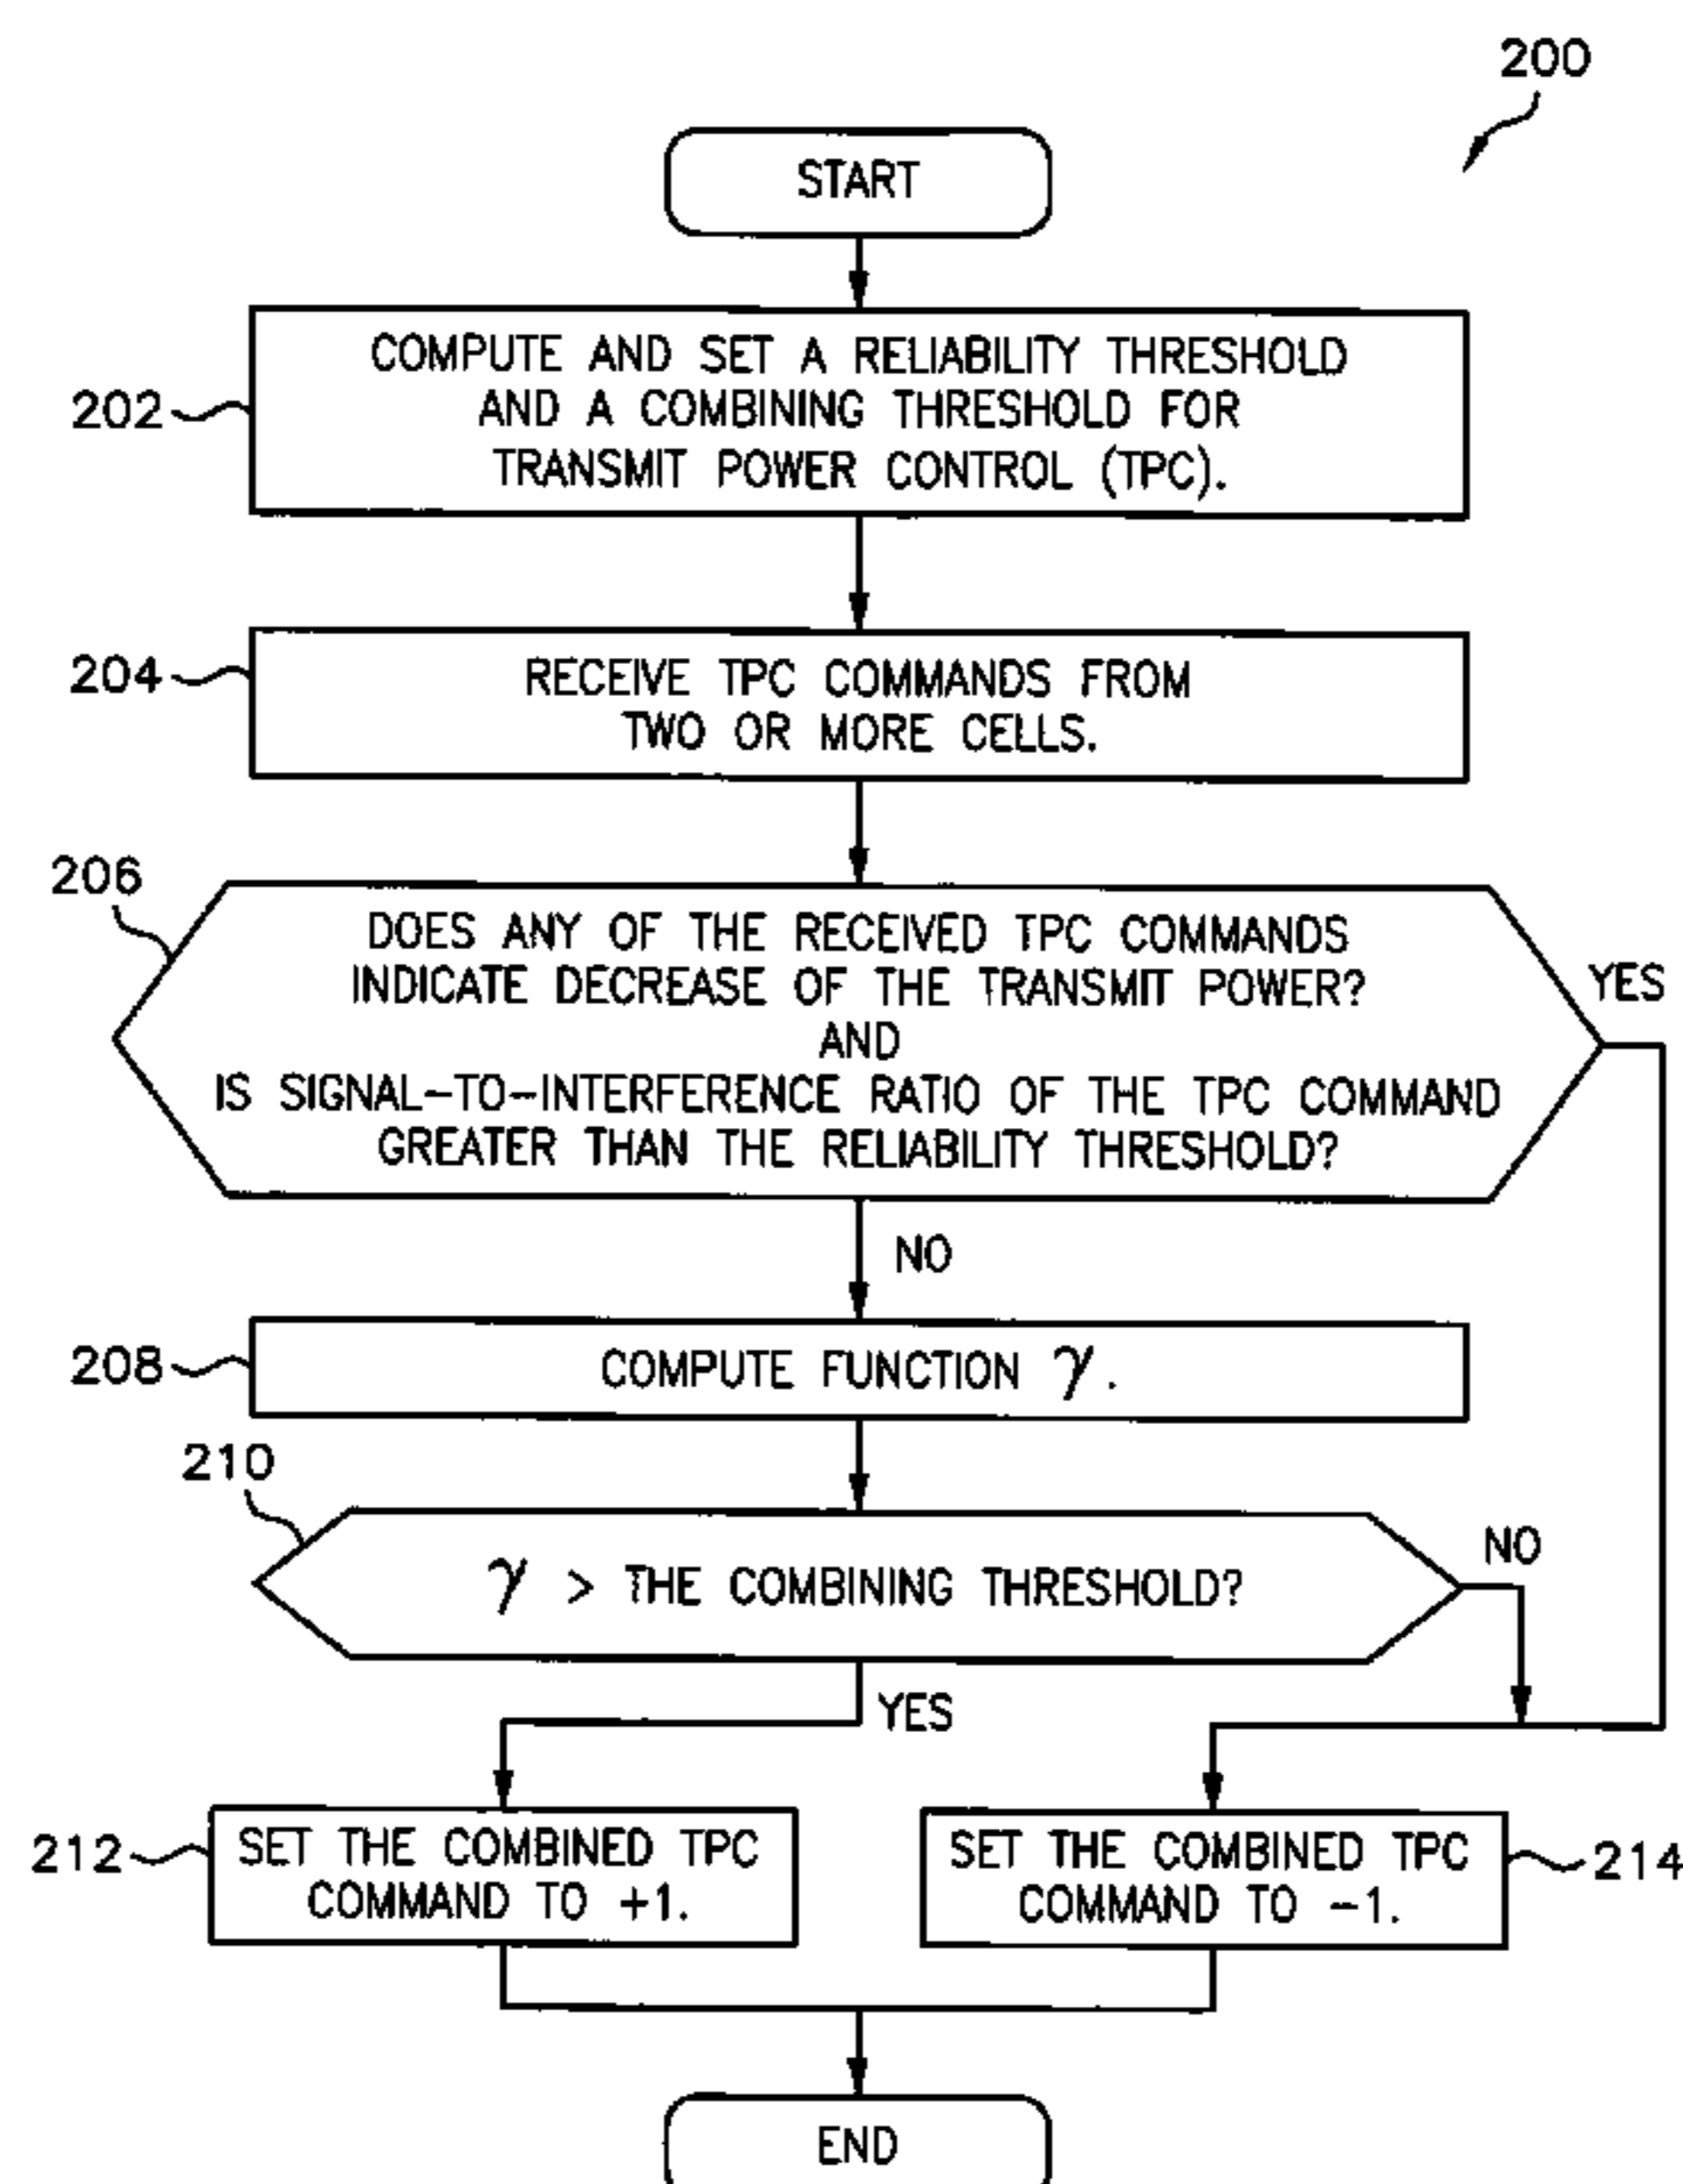 200
START
202
COMPUTE AND SET A RELIABILITY THRESHOLD
AND A COMBINING THRESHOLD FOR
TRANSMIT POWER CONTROL (TPC).
204
RECEIVE TPC COMMANDS FROM
TWO OR MORE CELLS.
206
DOES ANY OF THE RECEIVED TPC COMMANDS
INDICATE DECREASE OF THE TRANSMIT POWER?
AND
IS SIGNAL-TO-INTERFERENCE RATIO OF THE TPC COMMAND
GREATER THAN THE RELIABILITY THRESHOLD?
YES
NO
208
COMPUTE FUNCTION γ.
210
γ > THE COMBINING THRESHOLD?
NO
YES
212
SET THE COMBINED TPC
COMMAND TO +1.
SET THE COMBINED TPC
COMMAND TO -1.
214
END